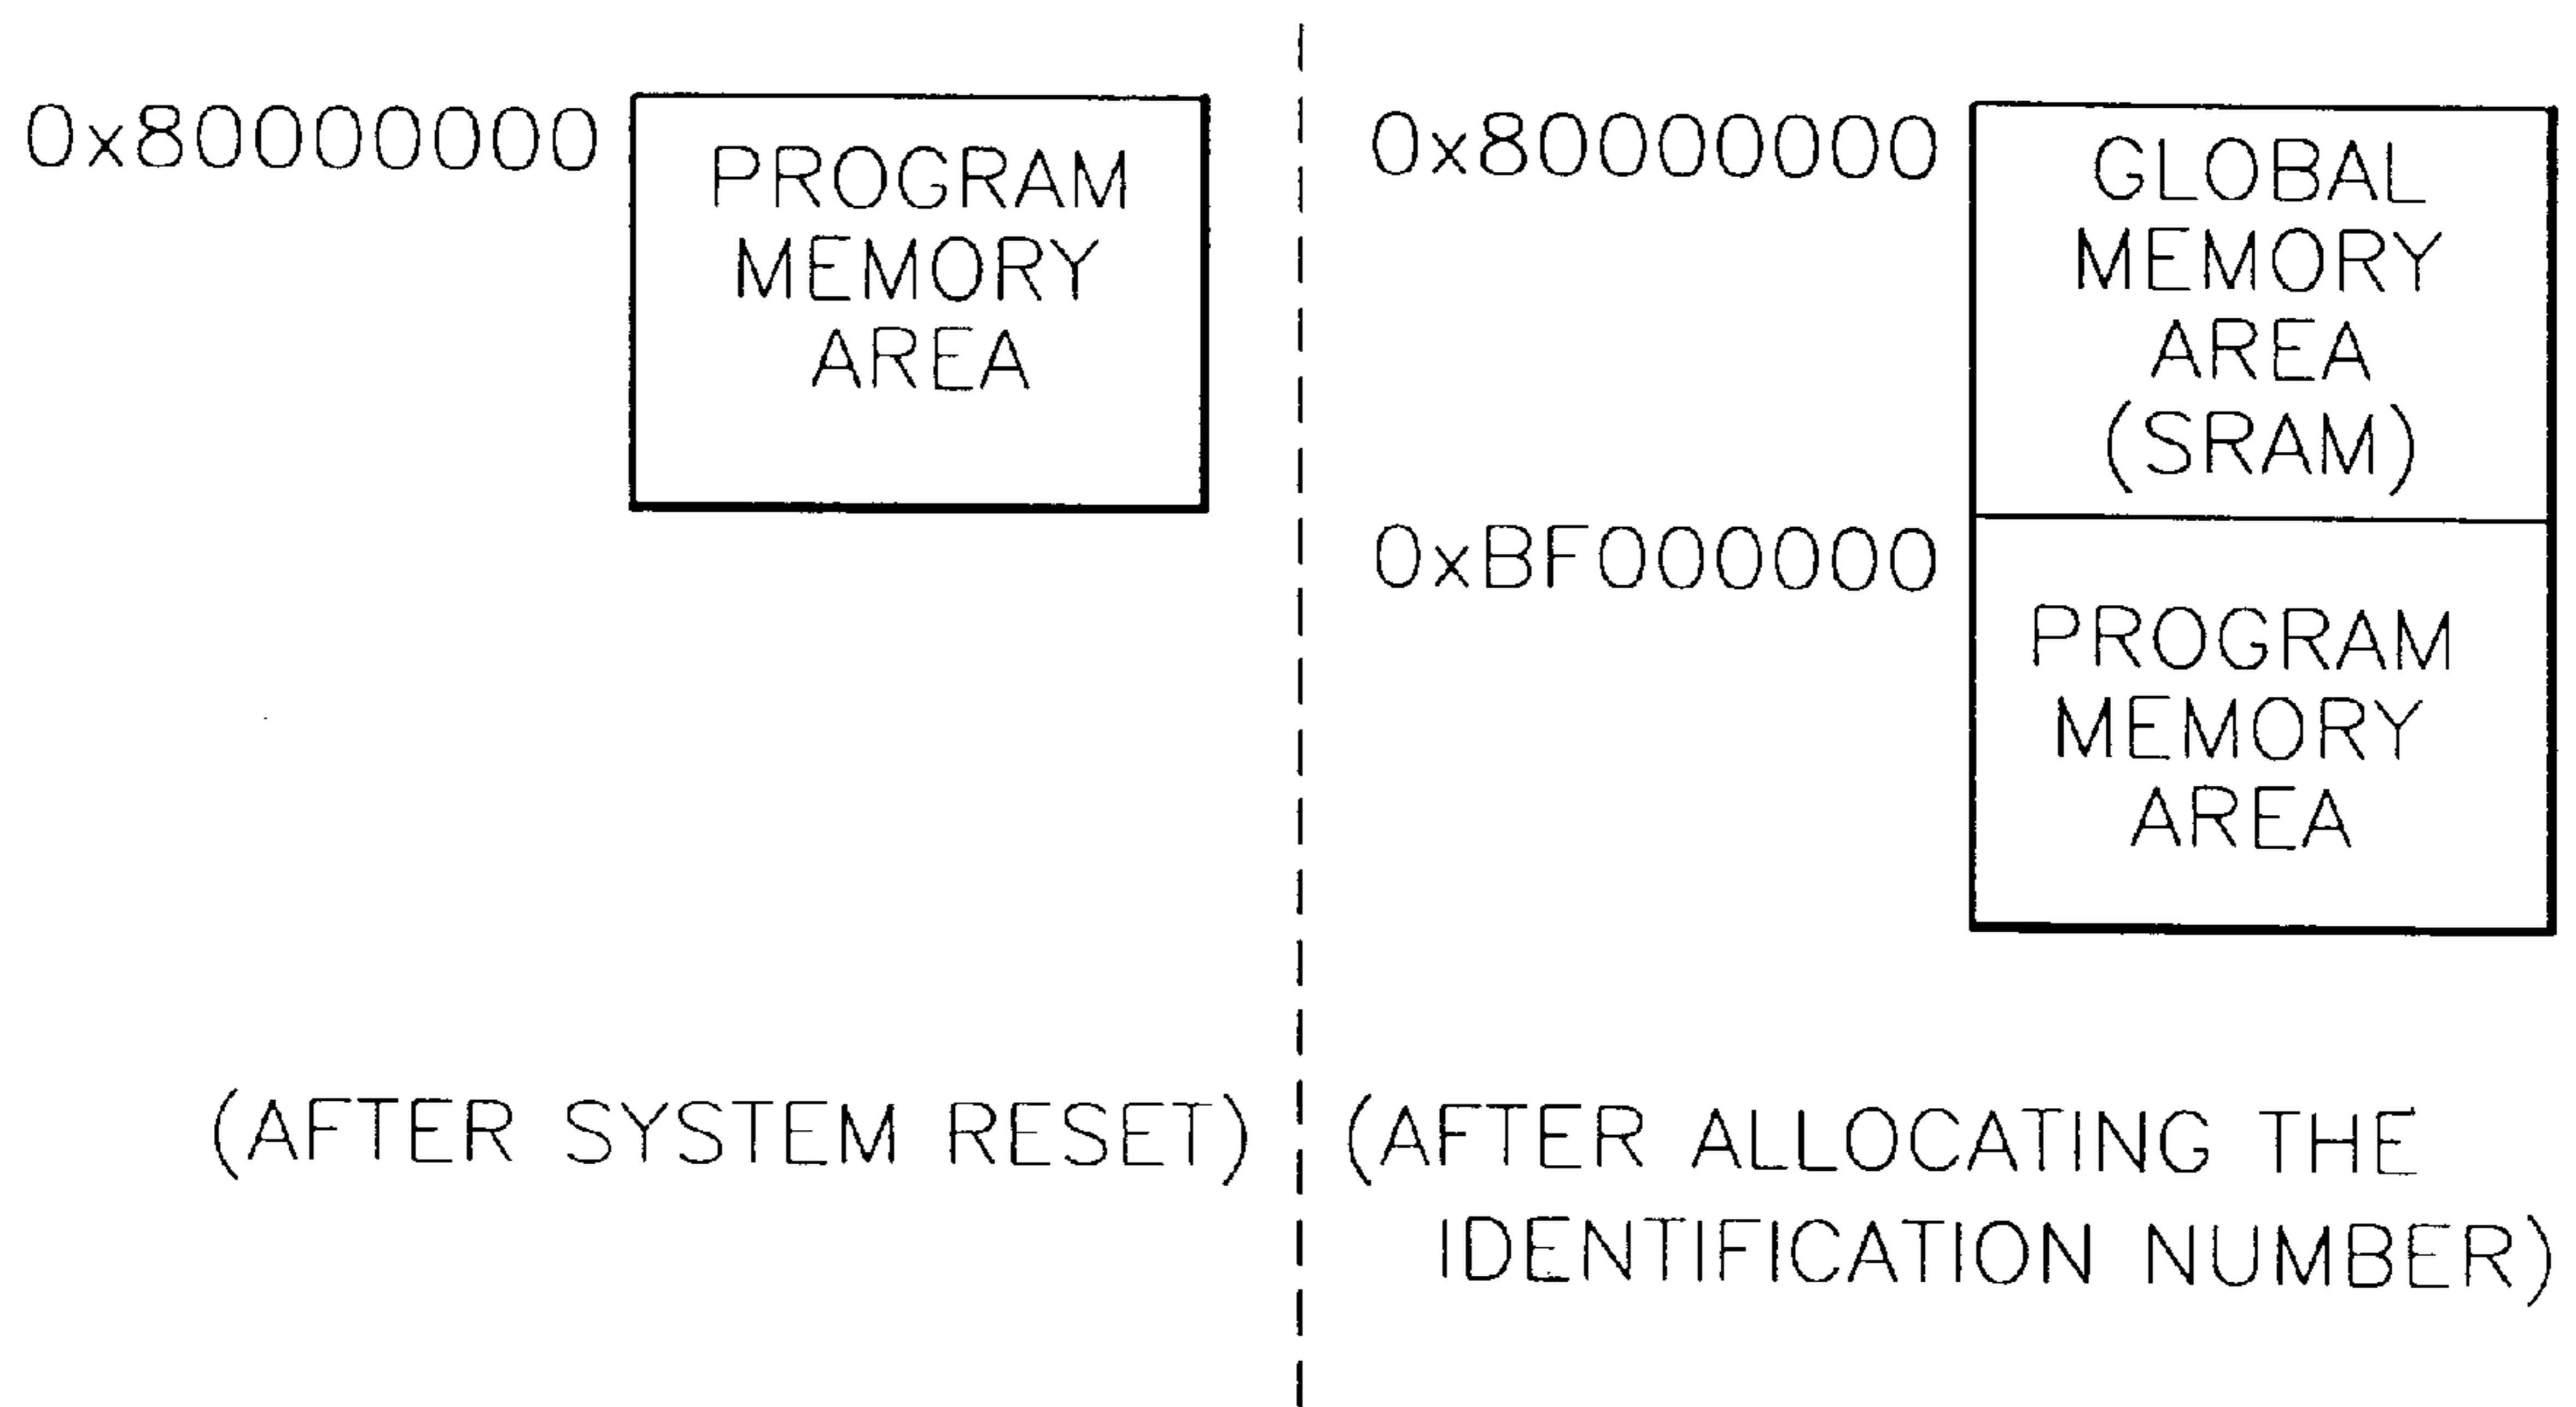 0x80000000
PROGRAM
MEMORY
AREA
(AFTER SYSTEM RESET)
0x80000000
GLOBAL
MEMORY
AREA
(SRAM)
0xBF000000
PROGRAM
MEMORY
AREA
(AFTER ALLOCATING THE
IDENTIFICATION NUMBER)